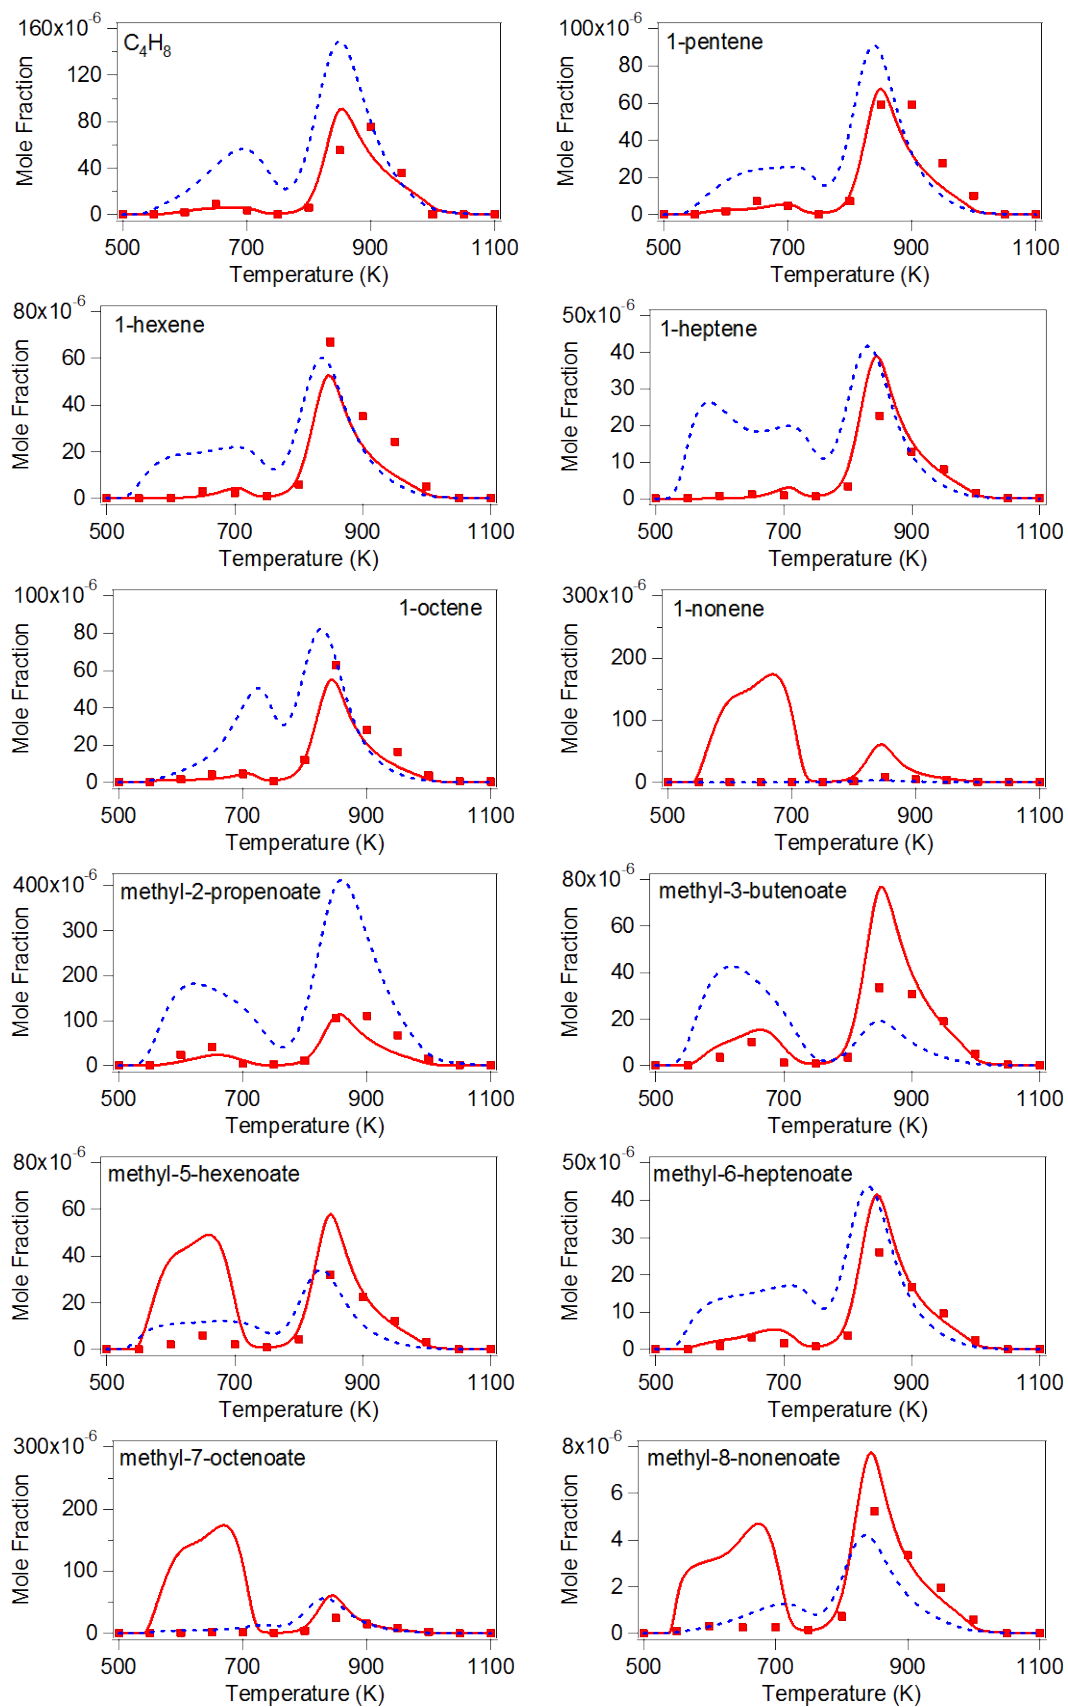 160x10-6
C4H8
120
80
40
0
Mole Fraction
500 700 900 1100
Temperature (K)
100x10-6
1-pentene
80
60
40
20
0
Mole Fraction
500 700 900 1100
Temperature (K)
80x10-6
1-hexene
60
40
20
0
Mole Fraction
500 700 900 1100
Temperature (K)
50x10-6
1-heptene
40
30
20
10
0
Mole Fraction
500 700 900 1100
Temperature (K)
100x10-6
1-octene
80
60
40
20
0
Mole Fraction
500 700 900 1100
Temperature (K)
300x10-6
1-nonene
200
100
0
Mole Fraction
500 700 900 1100
Temperature (K)
400x10-6
methyl-2-propenoate
300
200
100
0
Mole Fraction
500 700 900 1100
Temperature (K)
80x10-6
methyl-3-butenoate
60
40
20
0
Mole Fraction
500 700 900 1100
Temperature (K)
80x10-6
methyl-5-hexenoate
60
40
20
0
Mole Fraction
500 700 900 1100
Temperature (K)
50x10-6
methyl-6-heptenoate
40
30
20
10
0
Mole Fraction
500 700 900 1100
Temperature (K)
300x10-6
methyl-7-octenoate
200
100
0
Mole Fraction
500 700 900 1100
Temperature (K)
8x10-6
methyl-8-nonenoate
6
4
2
0
Mole Fraction
500 700 900 1100
Temperature (K)